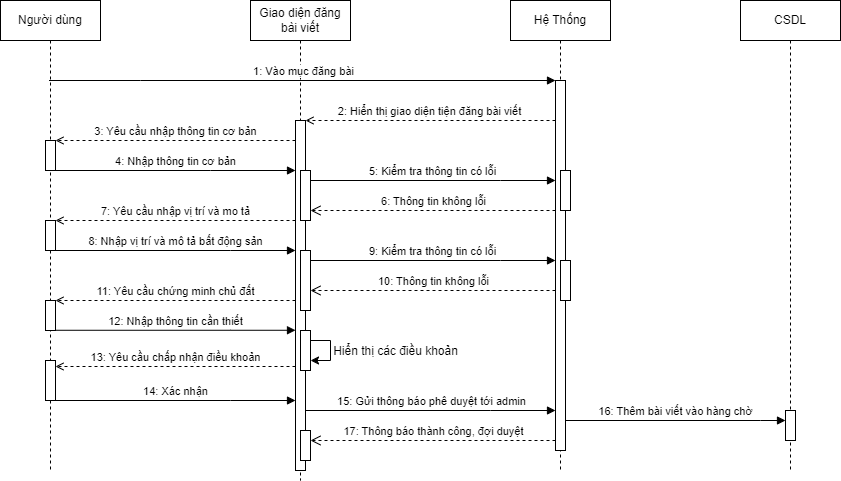 Người dùng
Giao diện đăng
bài viết
Hệ Thống
CSDL
1: Vào mục đăng bài
2: Hiển thị giao diện tiện đăng bài viết
3: Yêu cầu nhập thông tin cơ bản
4: Nhập thông tin cơ bản
5: Kiểm tra thông tin có lỗi
6: Thông tin không lỗi
7: Yêu cầu nhập vị trí và mo tả
8: Nhập vị trí và mô tả bất động sản
9: Kiểm tra thông tin có lỗi
10: Thông tin không lỗi
11: Yêu cầu chứng minh chủ đất
12: Nhập thông tin cần thiết
Hiển thị các điều khoản
13: Yêu cầu chấp nhận điều khoản
14: Xác nhận
15: Gửi thông báo phê duyệt tới admin
16: Thêm bài viết vào hàng chờ
17: Thông báo thành công, đợi duyệt